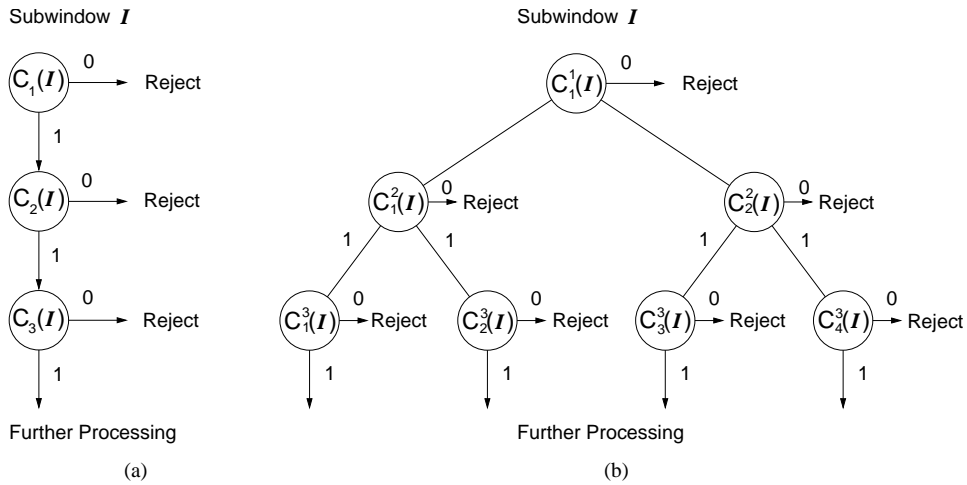 Subwindow I
C₁(I)
0
Reject
1
C₂(I)
0
Reject
1
C₃(I)
0
Reject
1
Further Processing
(a)
Subwindow I
C₁¹(I)
0
Reject
C₁²(I)
0
Reject
C₂²(I)
0
Reject
1
1
1
1
C₁³(I)
0
Reject
C₂³(I)
0
Reject
C₃³(I)
0
Reject
C₄³(I)
0
Reject
1
1
1
1
Further Processing
(b)